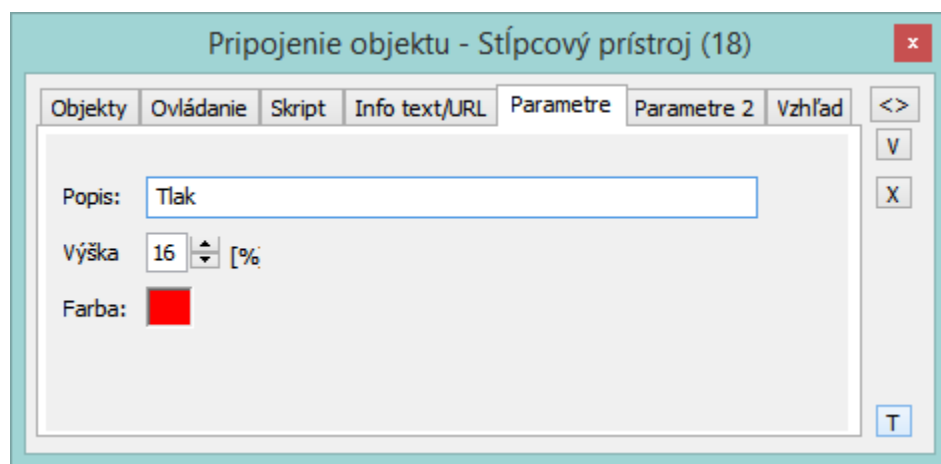 Pripojenie objektu - Stĺpcový prístroj (18)
x
Objekty Ovládanie Skript Info text/URL Parametre Parametre 2 Vzhľad <>
V
Popis: Tlak X
Výška 16 [%
Farba:
T